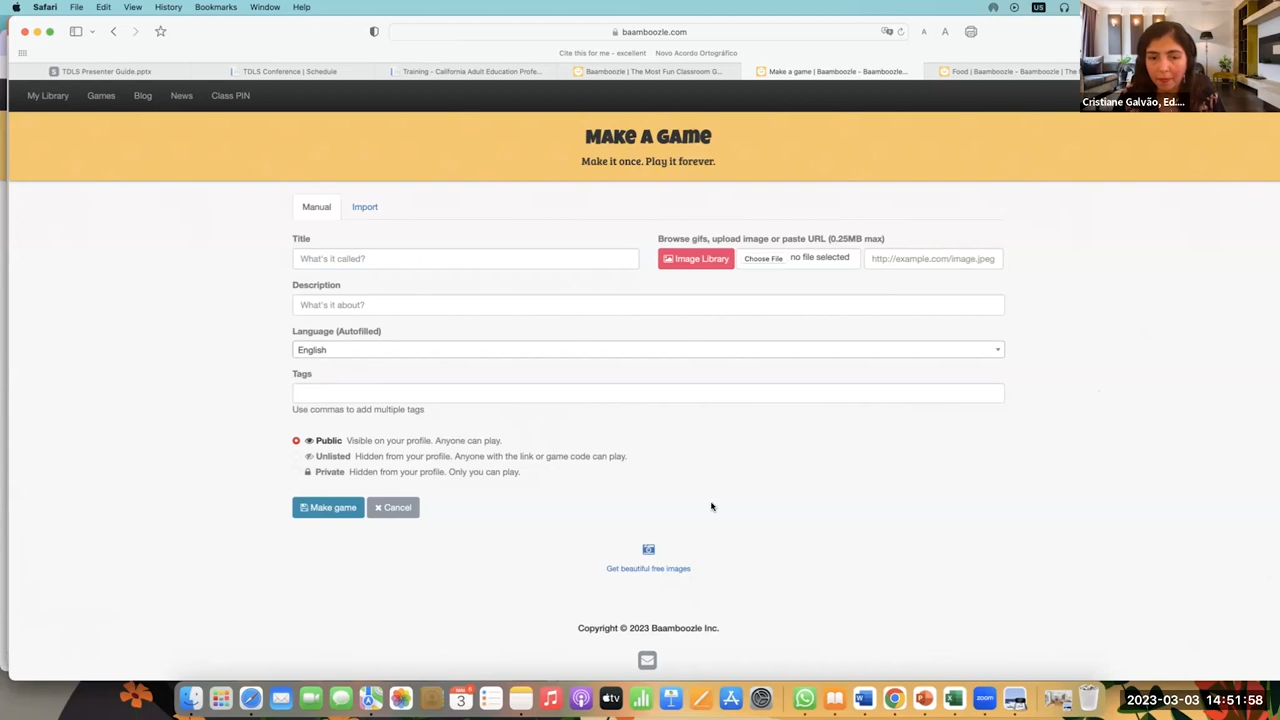 Safari File Edit View History Bookmarks Window Help
US
baamboozle.com
A A
Cite this for me - excellent Novo Acordo Ortográfico
TDLS Presenter Guide.pptx TDLS Conference | Schedule Training - California Adult Education Profe... Baamboozle | The Most Fun Classroom G... Make a game | Baamboozle - Baamboozle... Food | Baamboozle - Baamboozle | The
Cristiane Galvão, Ed....
My Library Games Blog News Class PIN
Make a Game
Make it once. Play it forever.
Manual Import
Title Browse gifs, upload image or paste URL (0.25MB max)
What's it called? Image Library Choose File no file selected http://example.com/image.jpeg
Description
What's it about?
Language (Autofilled)
English
Tags
Use commas to add multiple tags
Public Visible on your profile. Anyone can play.
Unlisted Hidden from your profile. Anyone with the link or game code can play.
Private Hidden from your profile. Only you can play.
Make game Cancel
Get beautiful free images
Copyright © 2023 Baamboozle Inc.
3 tv zoom
2023-03-03 14:51:58